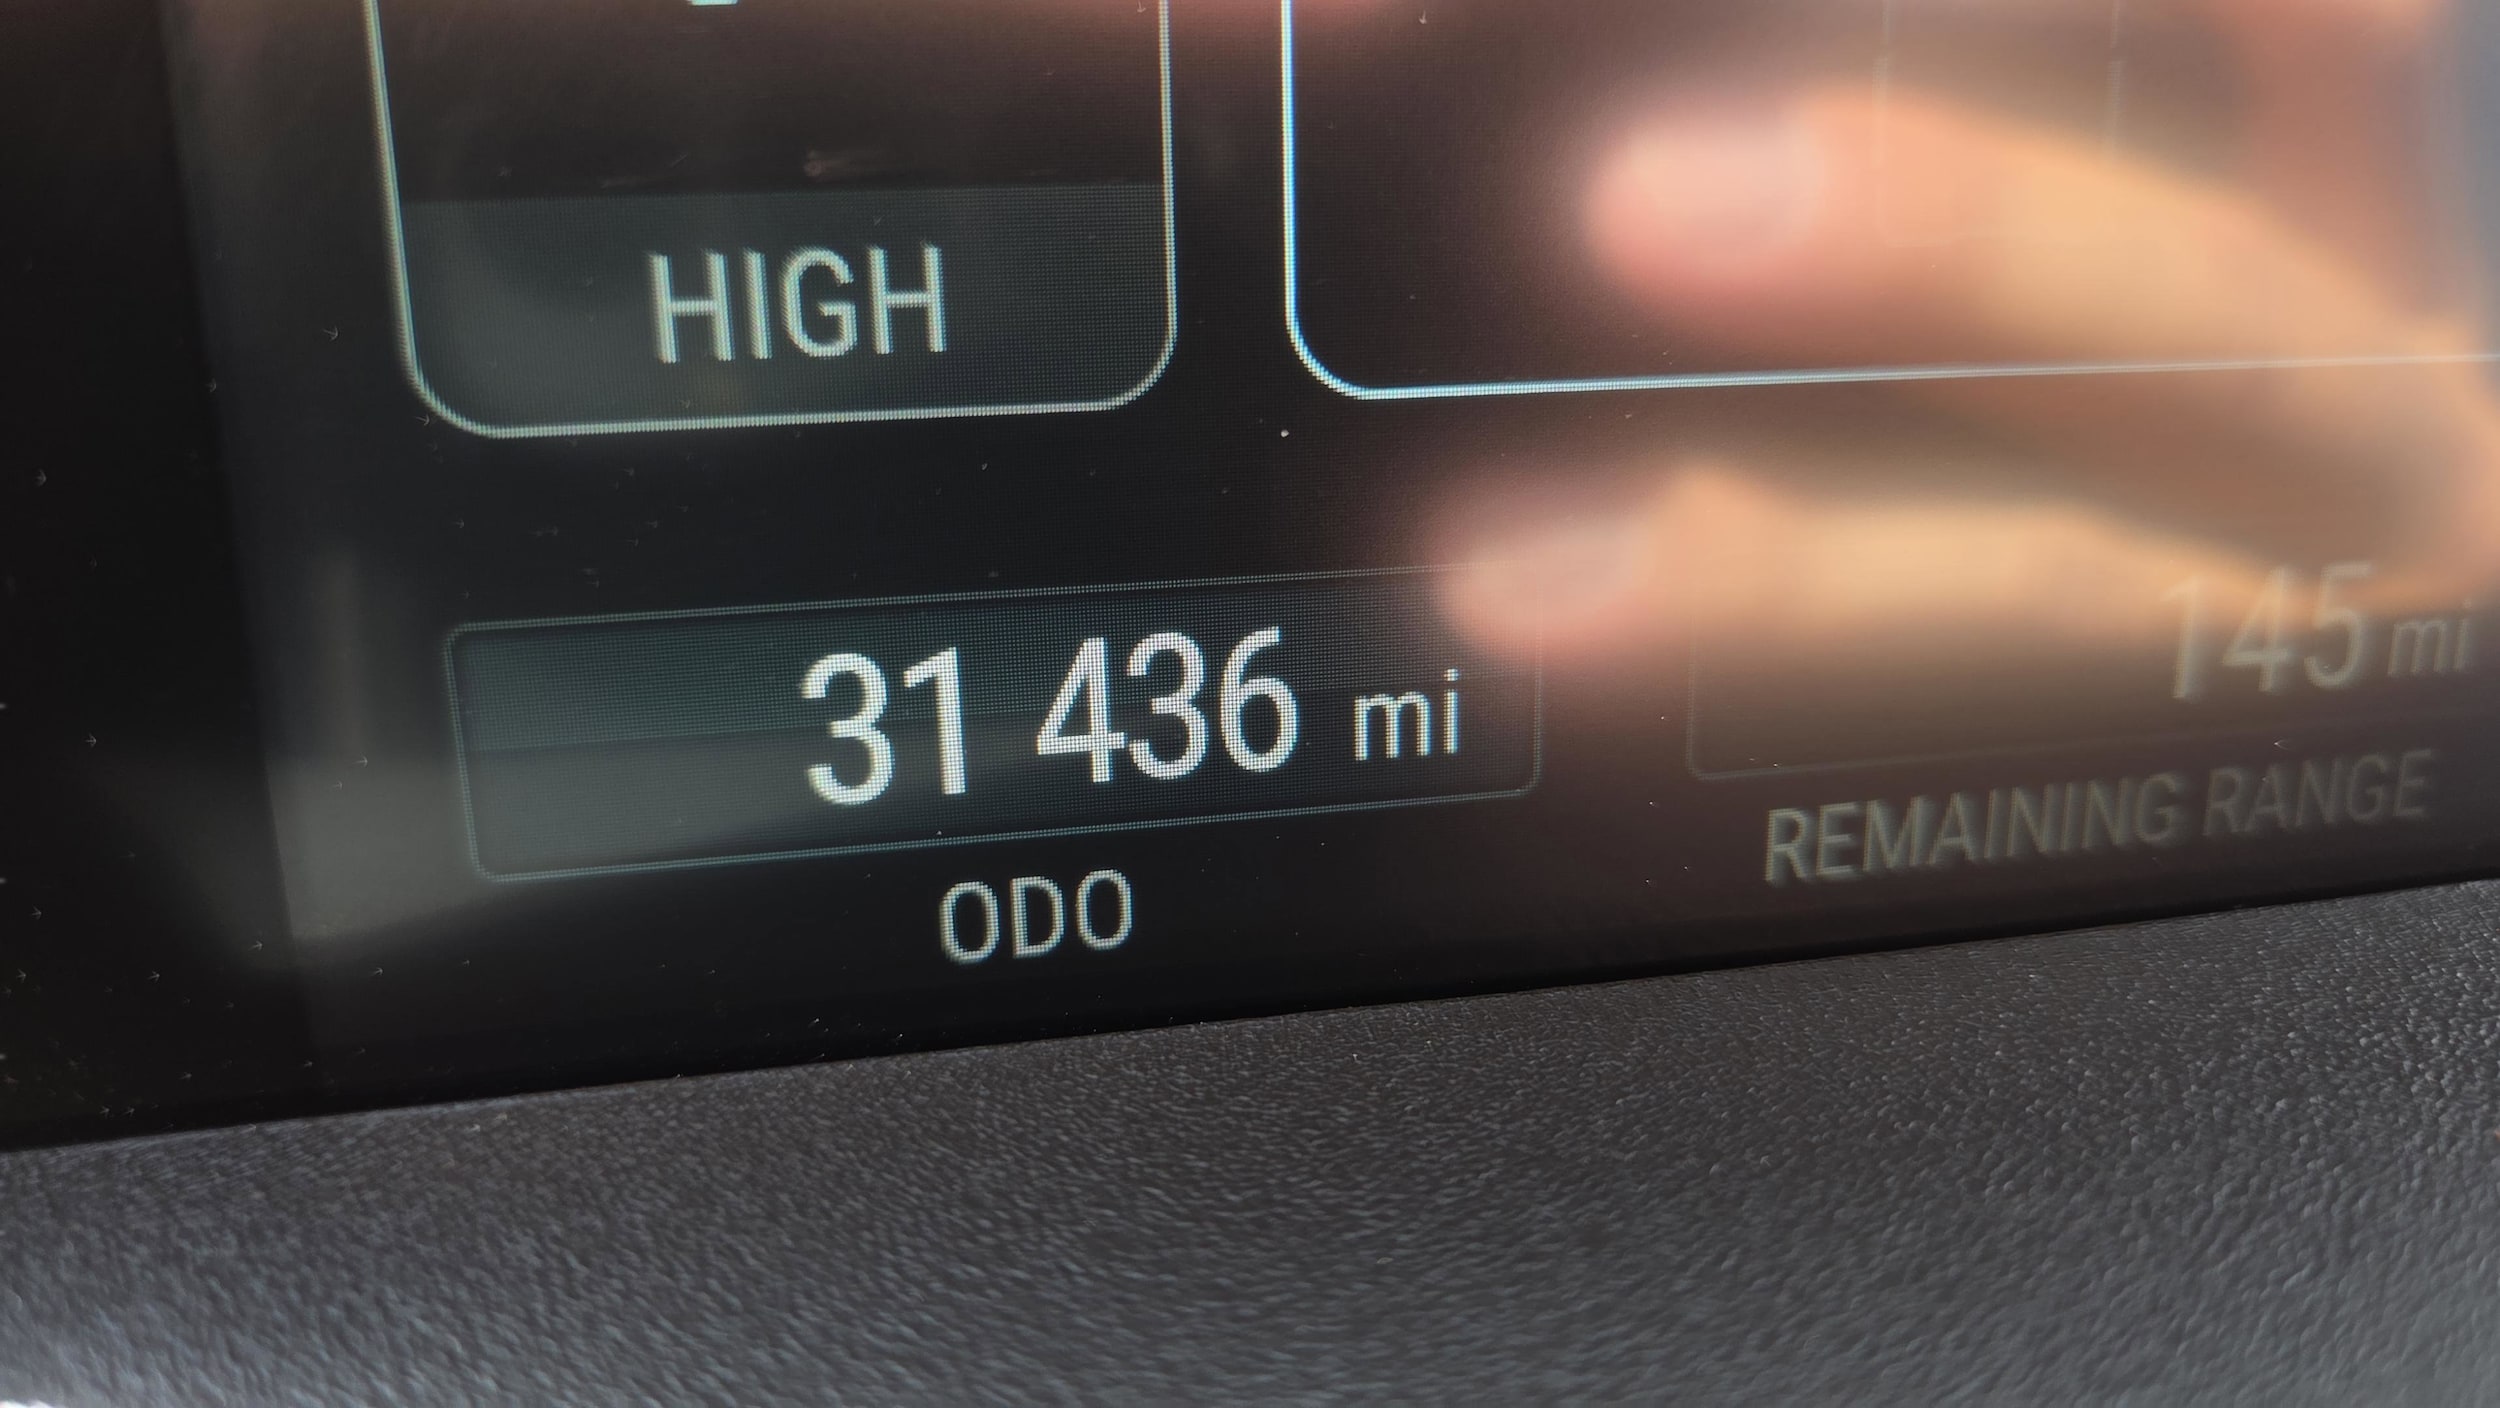 HIGH
31 436 mi
145 mi
ODO
REMAINING RANGE